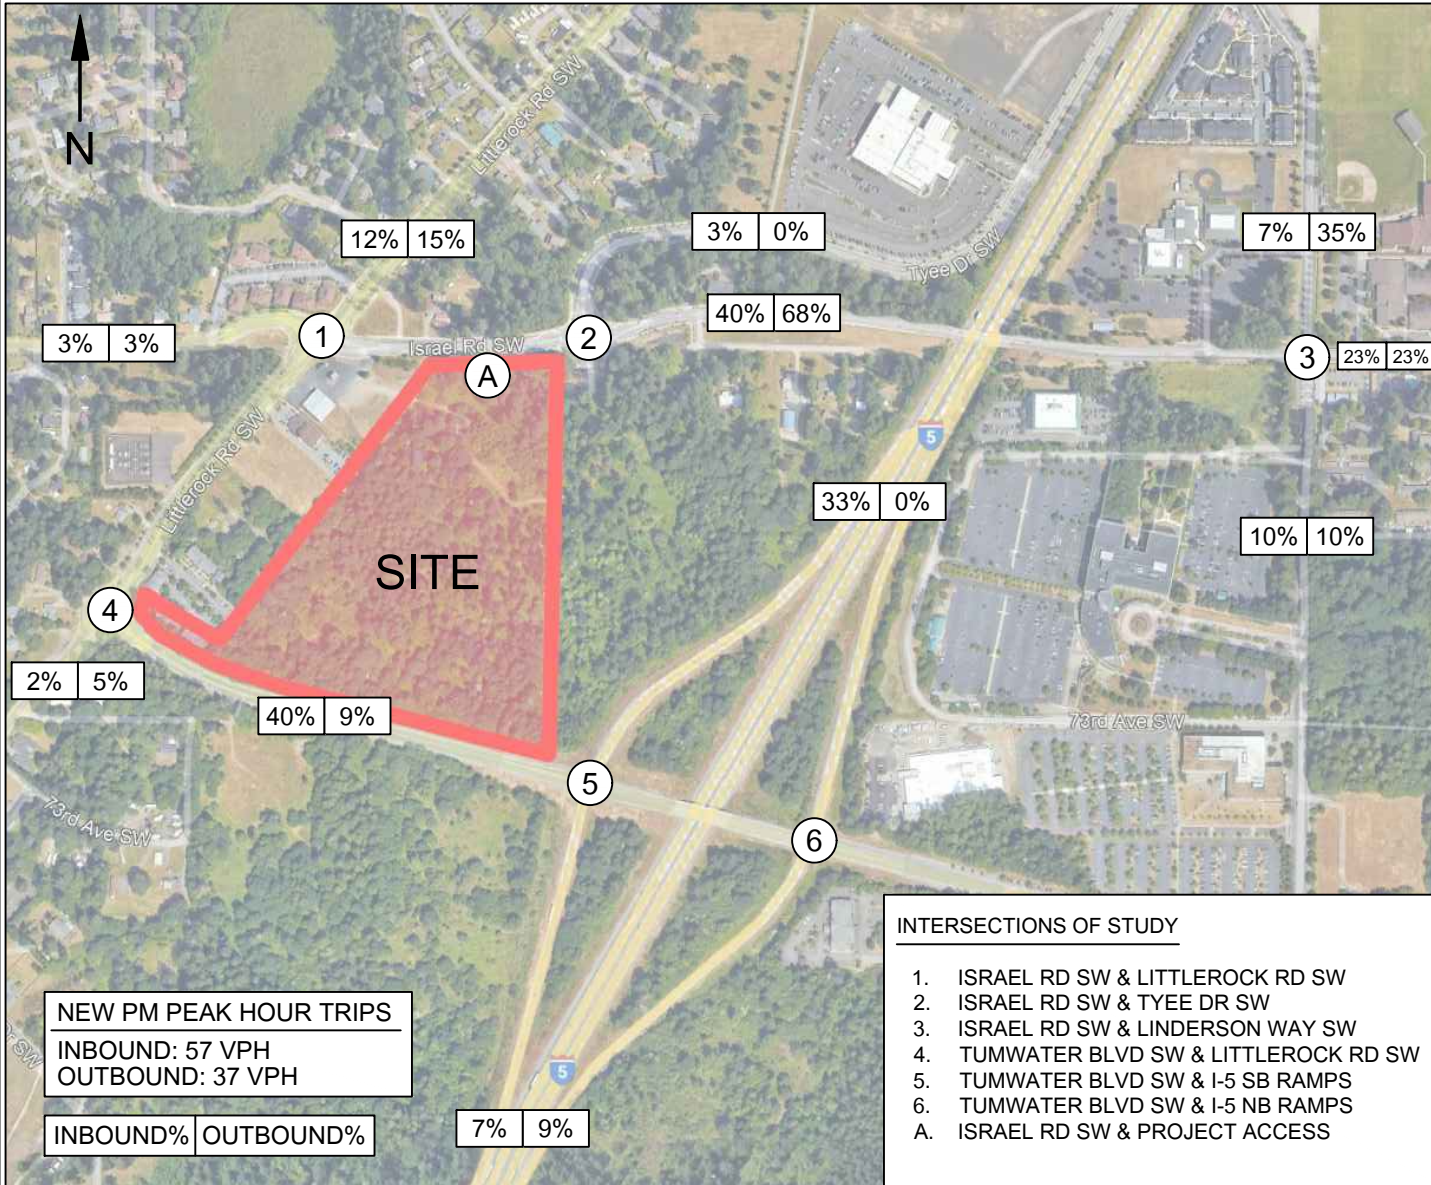 N
Littlerock Rd SW
12% 15%
3% 0%
7% 35%
Tyee Dr SW
40% 68%
3% 3%
1
2
Israel Rd SW
A
3
23% 23%
5
Littlerock Rd SW
33% 0%
10% 10%
SITE
4
2% 5%
40% 9%
73rd Ave SW
5
73rd Ave SW
6
INTERSECTIONS OF STUDY
1. ISRAEL RD SW & LITTLEROCK RD SW
2. ISRAEL RD SW & TYEE DR SW
3. ISRAEL RD SW & LINDERSON WAY SW
4. TUMWATER BLVD SW & LITTLEROCK RD SW
5. TUMWATER BLVD SW & I-5 SB RAMPS
6. TUMWATER BLVD SW & I-5 NB RAMPS
A. ISRAEL RD SW & PROJECT ACCESS
NEW PM PEAK HOUR TRIPS
INBOUND: 57 VPH
OUTBOUND: 37 VPH
INBOUND% OUTBOUND%
5
7% 9%